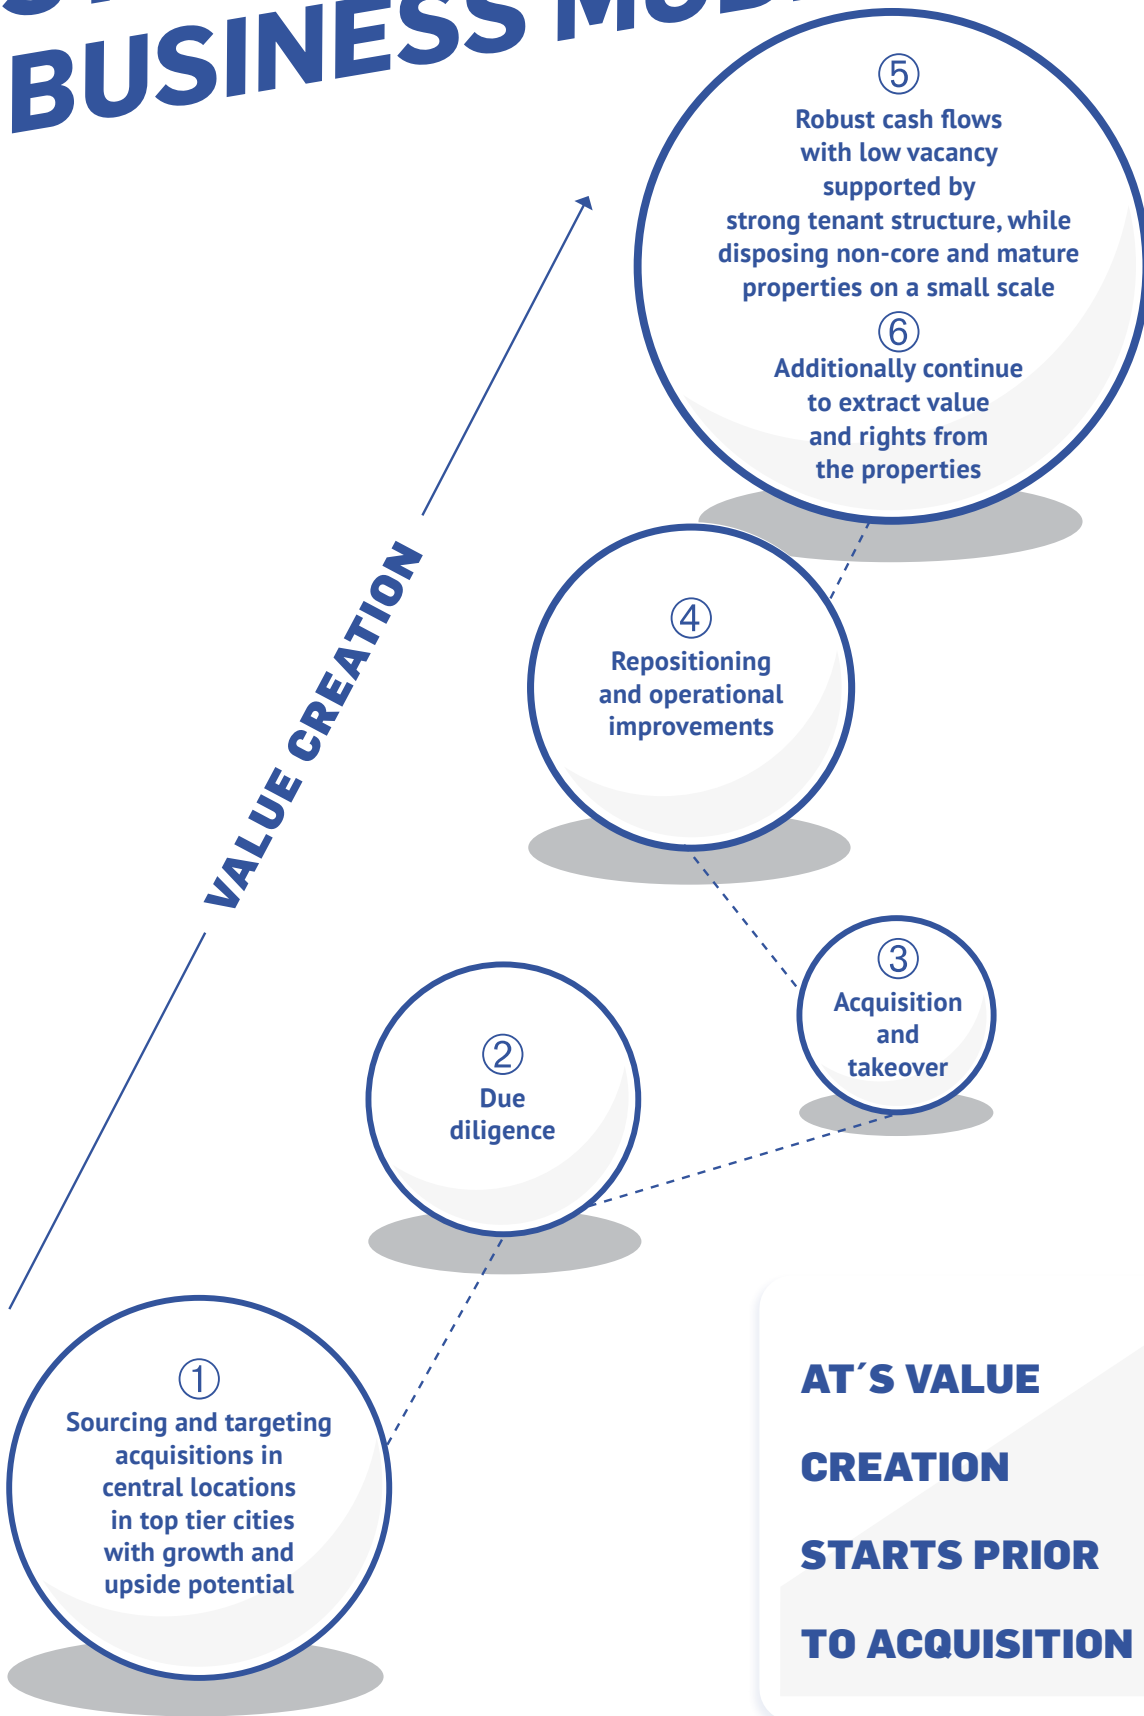 BUSINESS
⑤
Robust cash flows
with low vacancy
supported by
strong tenant structure, while
disposing non-core and mature
properties on a small scale
⑥
Additionally continue
to extract value
and rights from
the properties
④
Repositioning
and operational
improvements
VALUE CREATION
③
Acquisition
and
takeover
②
Due
diligence
①
Sourcing and targeting
acquisitions in
central locations
in top tier cities
with growth and
upside potential
AT´S VALUE
CREATION
STARTS PRIOR
TO ACQUISITION